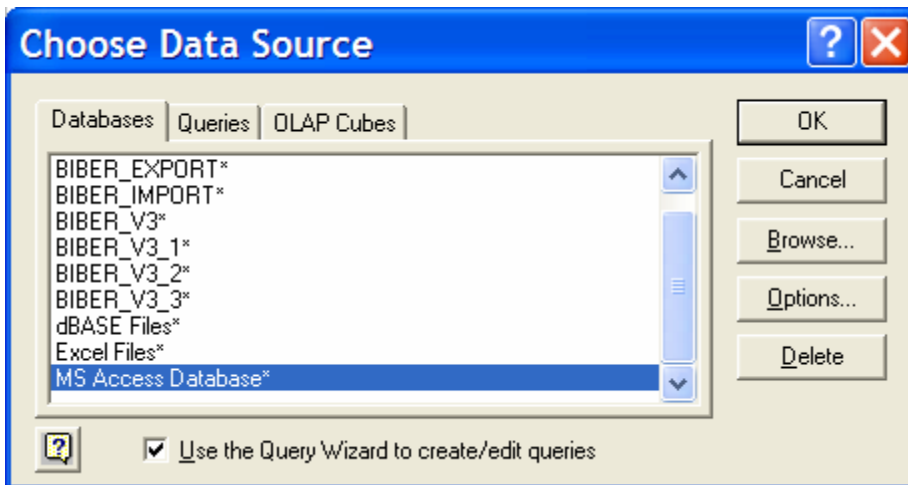 Choose Data Source
Databases Queries OLAP Cubes
BIBER_EXPORT*
BIBER_IMPORT*
BIBER_V3*
BIBER_V3_1*
BIBER_V3_2*
BIBER_V3_3*
dBASE Files*
Excel Files*
MS Access Database*
OK
Cancel
Browse...
Options...
Delete
Use the Query Wizard to create/edit queries